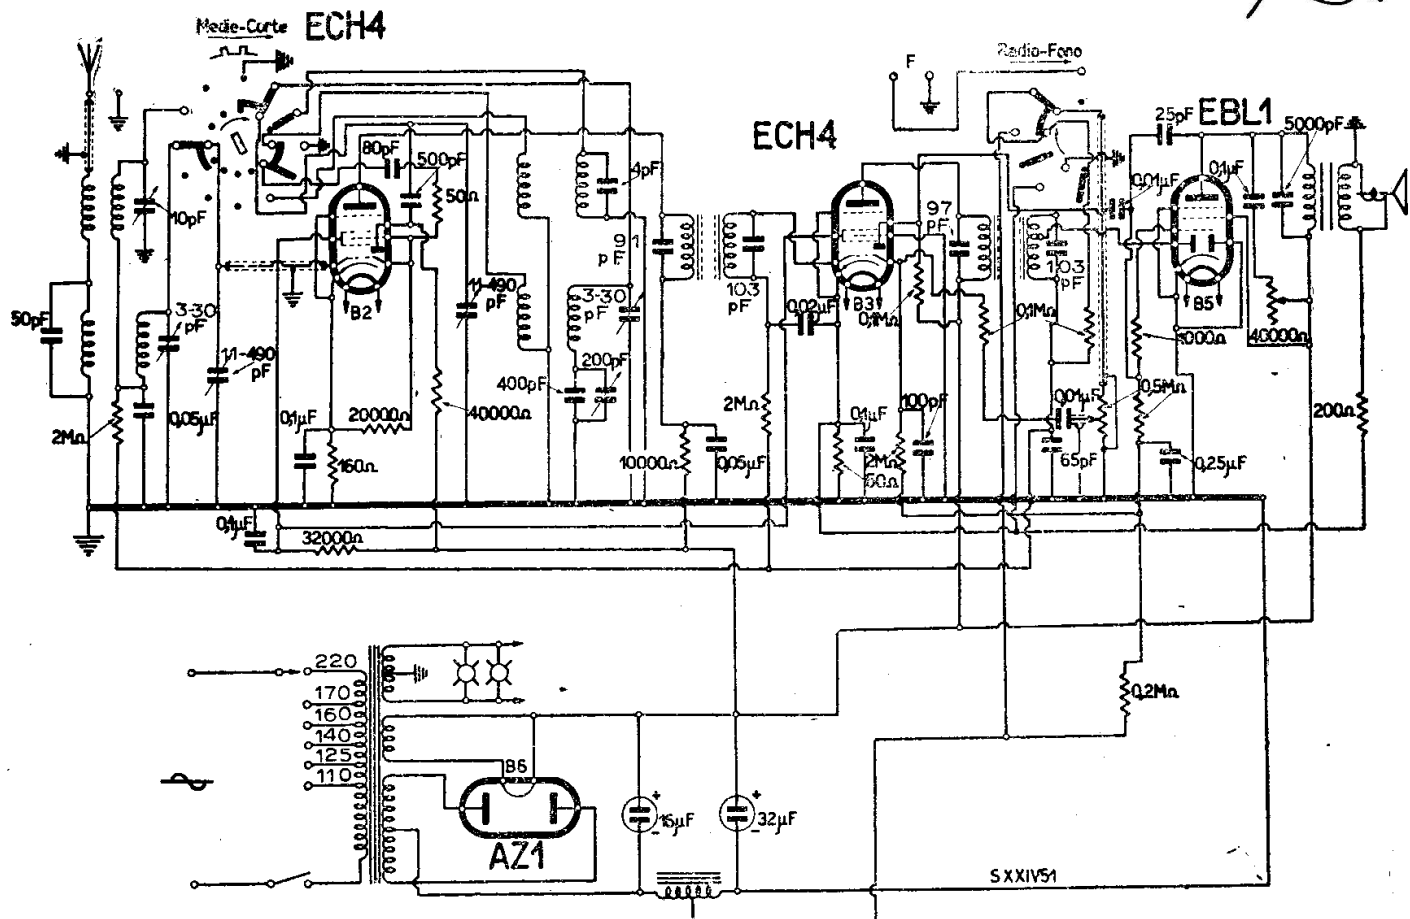 Medie-Corte
ECH4
Radio-Fono
F
ECH4
25pF
EBL1
5000pF
80pF
500pF
4pF
0,1µF
50Ω
0,01µF
10pF
91
pF
97
pF
103
pF
103
pF
3-30
pF
11-490
pF
3-30
pF
B2
B3
B5
0,02µF
0,1MΩ
0,1MΩ
50pF
1000Ω
40000Ω
11-490
pF
200pF
400pF
0,5MΩ
0,05µF
0,1µF
20000Ω
40000Ω
2MΩ
0,1µF
100pF
0,01µF
200Ω
2MΩ
160Ω
10000Ω
0,05µF
2MΩ
50Ω
65pF
0,25µF
0,1µF
32000Ω
220
170
160
140
125
110
0,2MΩ
B6
16µF
+
-
32µF
+
-
AZ1
SXXIV51